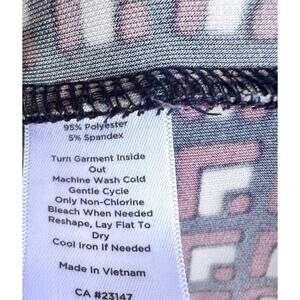 95% Polyester
5% Spandex
Turn Garment Inside
Out
Machine Wash Cold
Gentle Cycle
Only Non-Chlorine
Bleach When Needed
Reshape, Lay Flat To
Dry
Cool Iron If Needed
Made In Vietnam
CA #23147